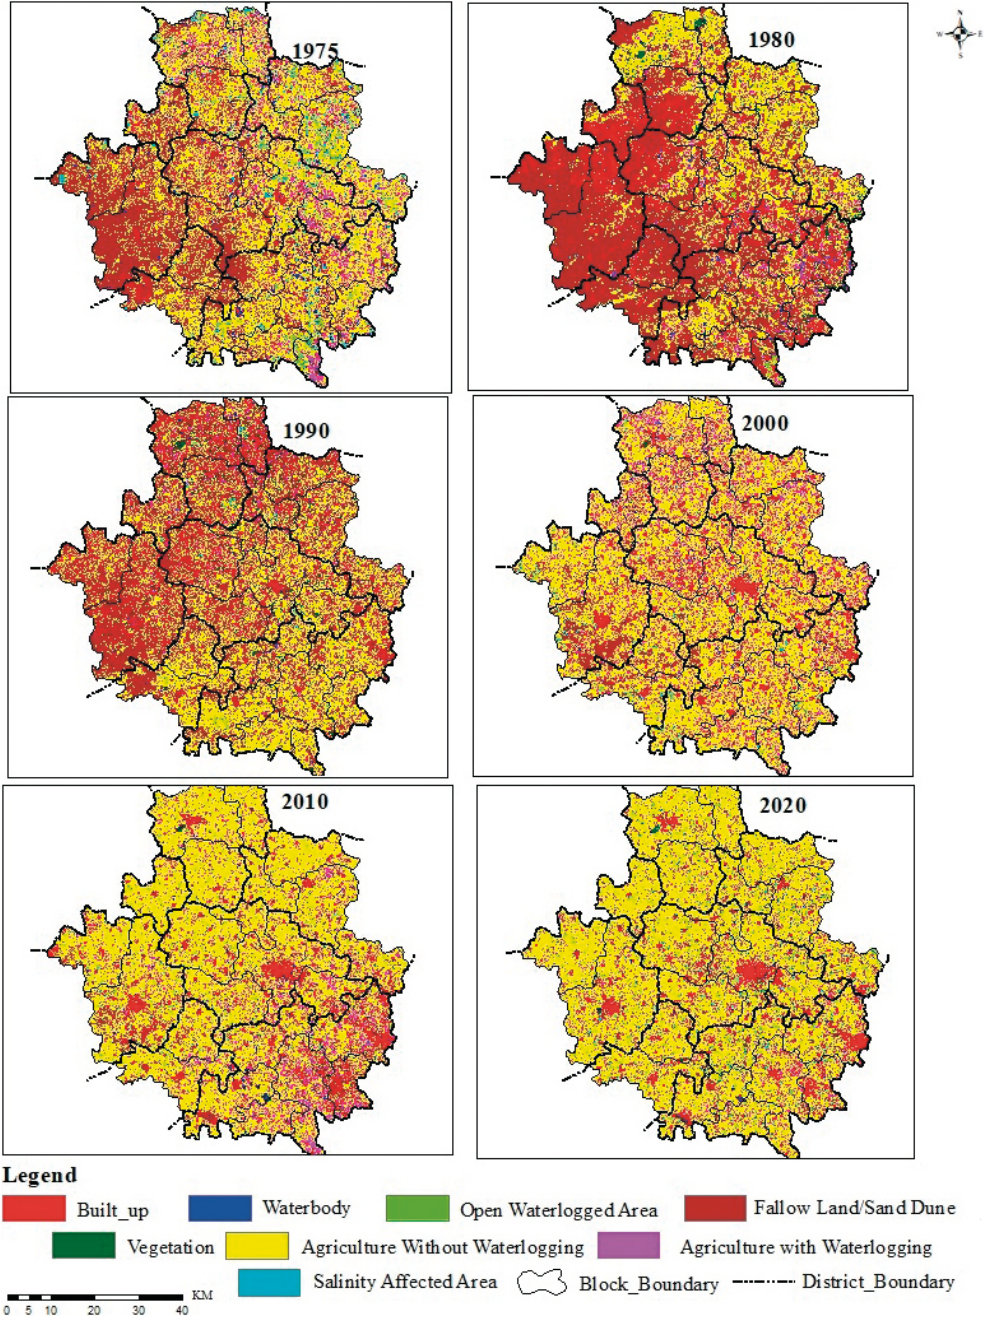 1975
1980
N
W E
S
1990
2000
2010
2020
Legend
Built_up
Waterbody
Open Waterlogged Area
Fallow Land/Sand Dune
Vegetation
Agriculture Without Waterlogging
Agriculture with Waterlogging
Salinity Affected Area
Block_Boundary
District_Boundary
KM
0 5 10 20 30 40